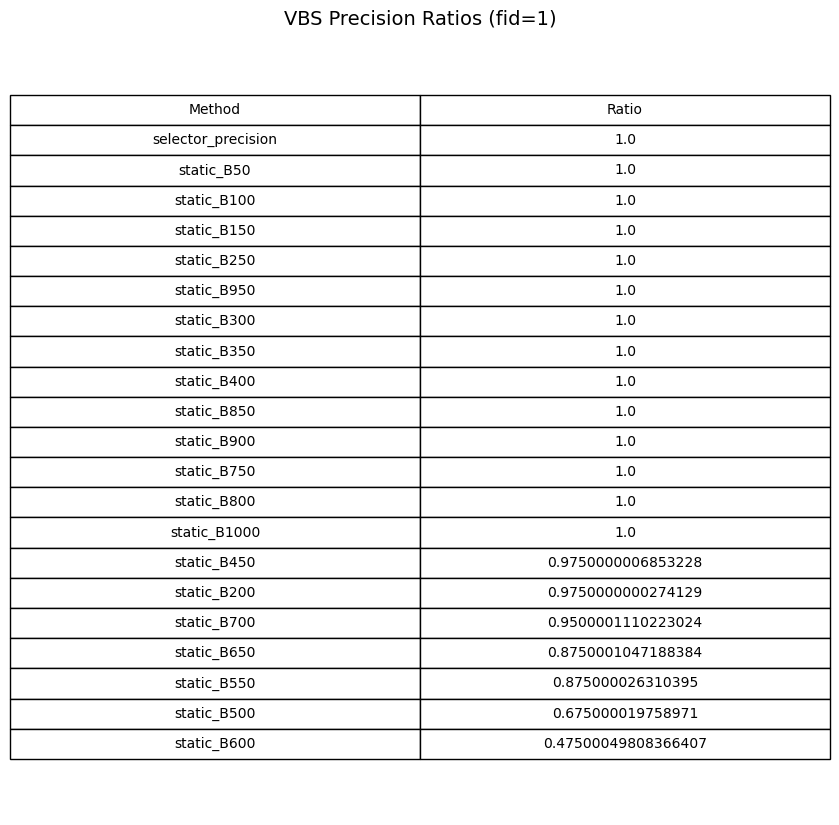 VBS Precision Ratios (fid=1)
Method Ratio
selector_precision 1.0
static_B50 1.0
static_B100 1.0
static_B150 1.0
static_B250 1.0
static_B950 1.0
static_B300 1.0
static_B350 1.0
static_B400 1.0
static_B850 1.0
static_B900 1.0
static_B750 1.0
static_B800 1.0
static_B1000 1.0
static_B450 0.9750000006853228
static_B200 0.9750000000274129
static_B700 0.9500001110223024
static_B650 0.8750001047188384
static_B550 0.875000026310395
static_B500 0.675000019758971
static_B600 0.47500049808366407